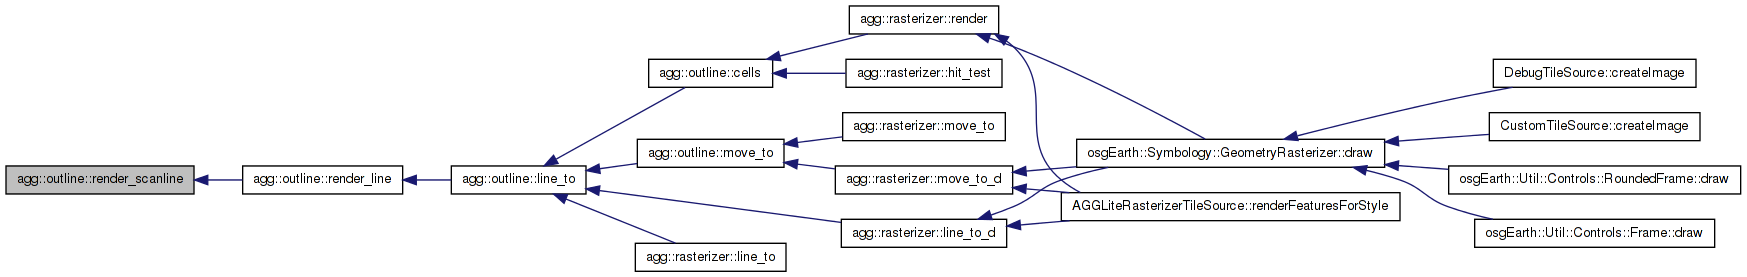 agg::outline::render_scanline
agg::outline::render_line
agg::outline::line_to
agg::outline::cells
agg::rasterizer::render
agg::rasterizer::hit_test
agg::outline::move_to
agg::rasterizer::move_to
agg::rasterizer::move_to_d
agg::rasterizer::line_to_d
agg::rasterizer::line_to
osgEarth::Symbology::GeometryRasterizer::draw
AGGLiteRasterizerTileSource::renderFeaturesForStyle
DebugTileSource::createImage
CustomTileSource::createImage
osgEarth::Util::Controls::RoundedFrame::draw
osgEarth::Util::Controls::Frame::draw